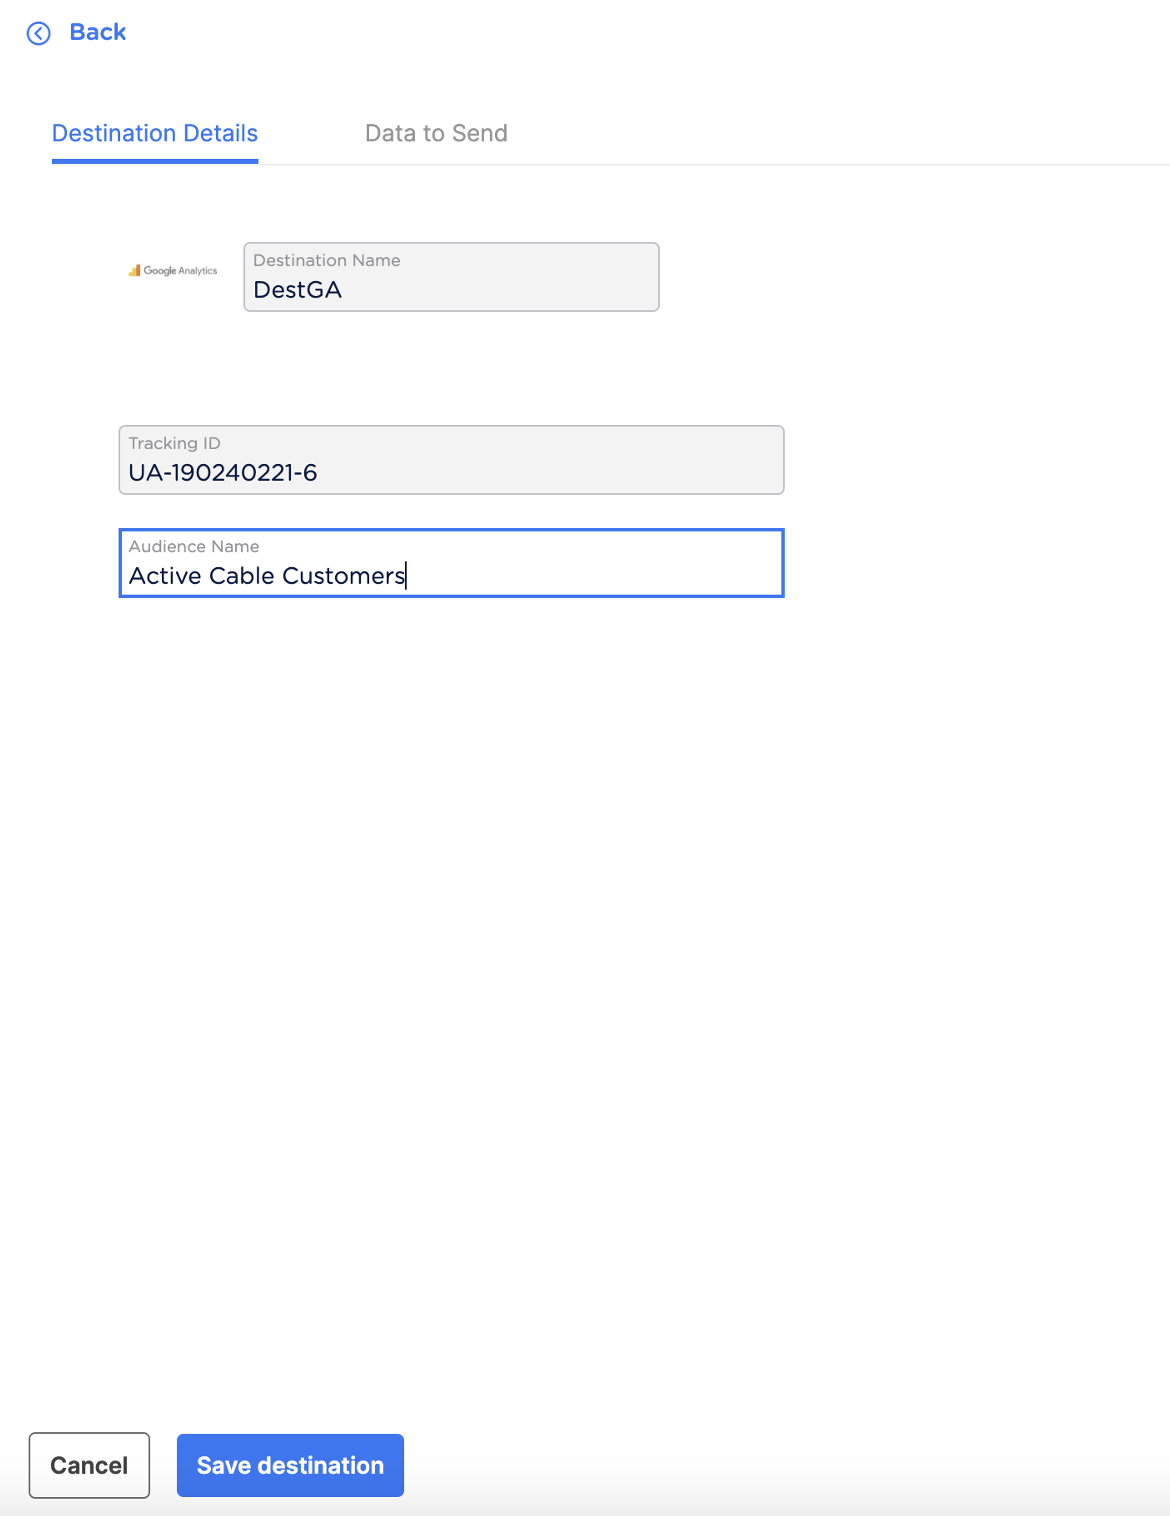 Back
Destination Details
Data to Send
Google Analytics
Destination Name
DestGA
Tracking ID
UA-190240221-6
Audience Name
Active Cable Customers
Cancel
Save destination